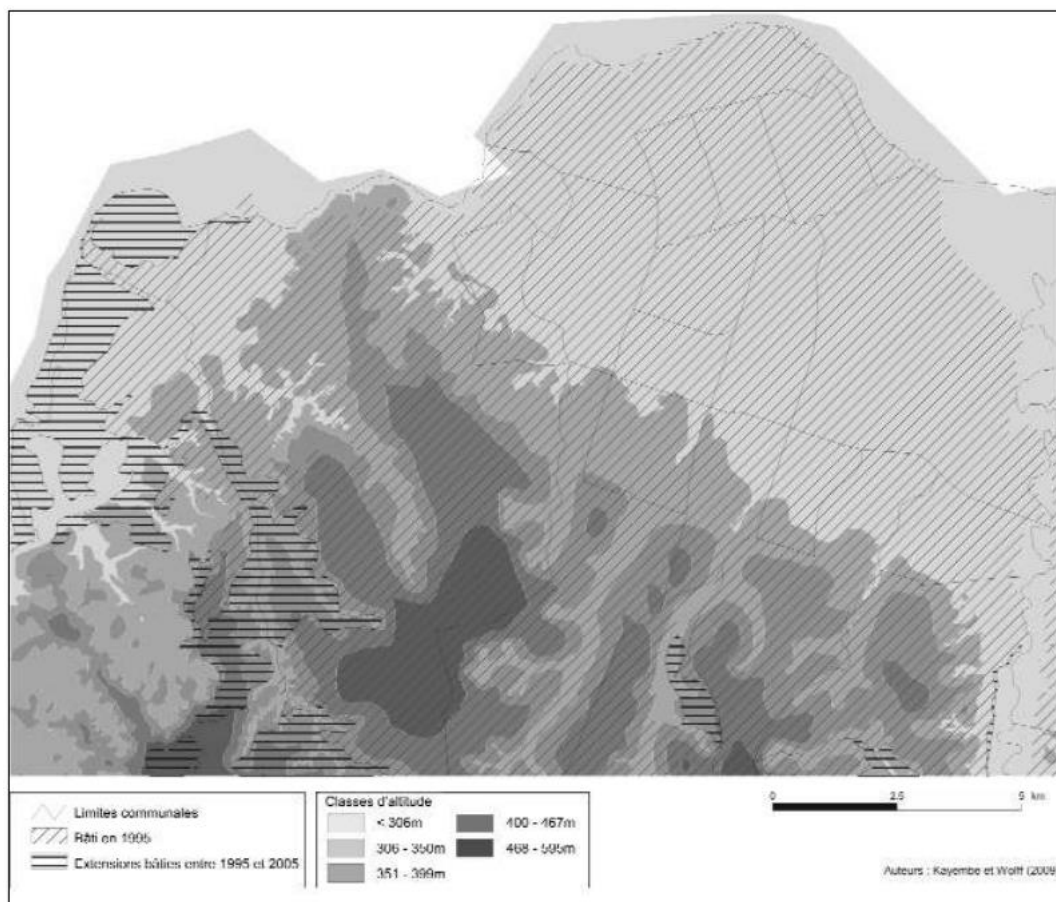 Limites communales
Bâti en 1995
Extensions bâties entre 1995 et 2005
Classes d'altitude
< 306m
306 - 350m
351 - 399m
400 - 467m
468 - 595m
0 2.5 5 km
Auteurs : Kayembe et Wolff (2009)